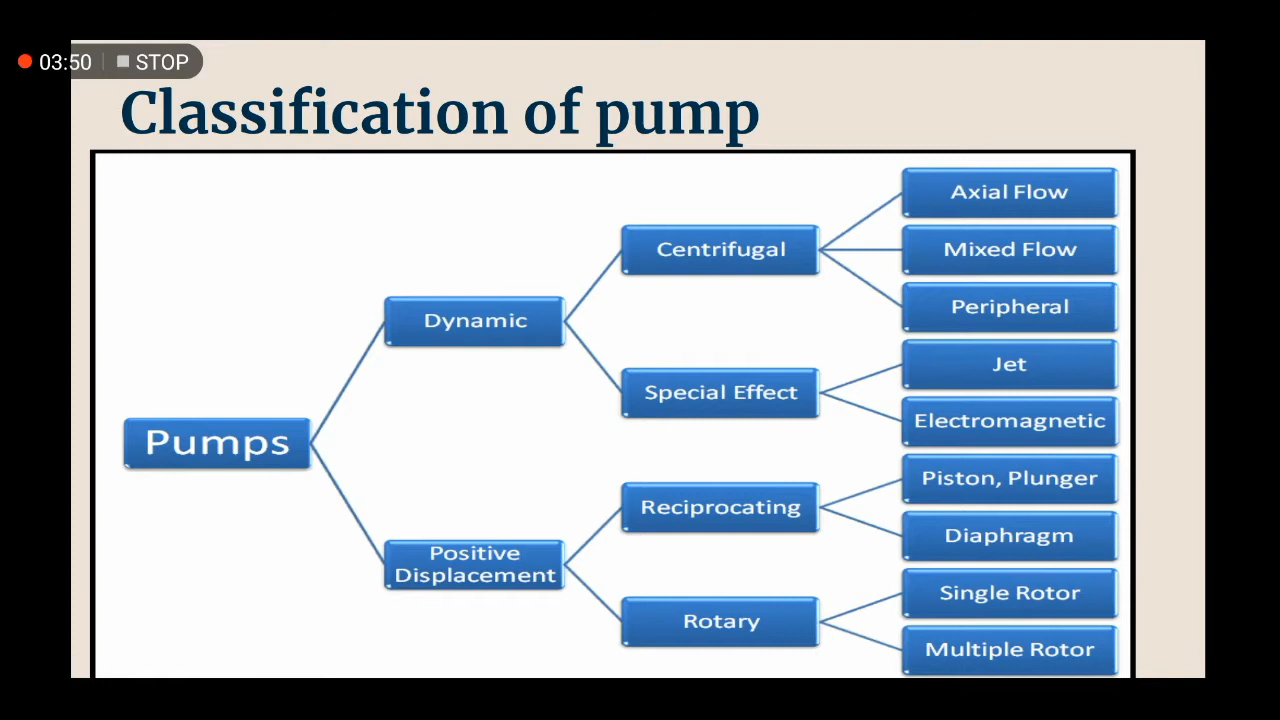 03:50 STOP
Classification of pump
Axial Flow
Centrifugal
Mixed Flow
Peripheral
Dynamic
Jet
Special Effect
Electromagnetic
Pumps
Piston, Plunger
Reciprocating
Diaphragm
Positive
Displacement
Single Rotor
Rotary
Multiple Rotor